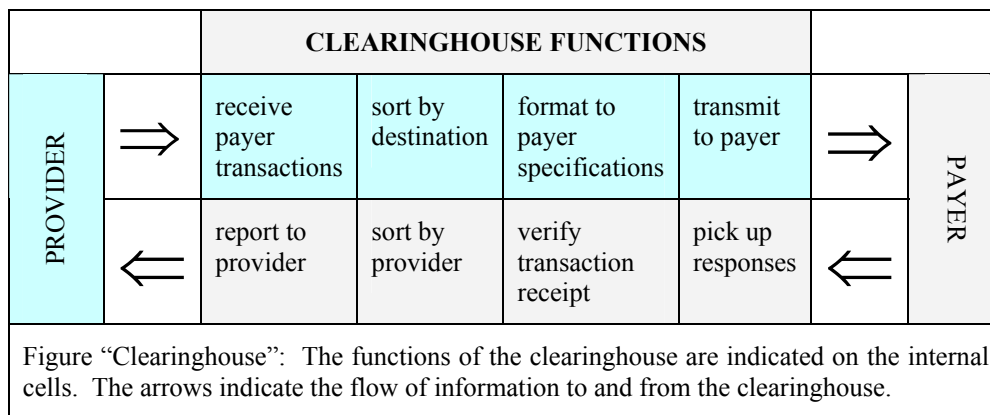 CLEARINGHOUSE FUNCTIONS
PROVIDER
⇒
receive
payer
transactions
sort by
destination
format to
payer
specifications
transmit
to payer
⇒
PAYER
⇐
report to
provider
sort by
provider
verify
transaction
receipt
pick up
responses
⇐
Figure “Clearinghouse”: The functions of the clearinghouse are indicated on the internal
cells. The arrows indicate the flow of information to and from the clearinghouse.